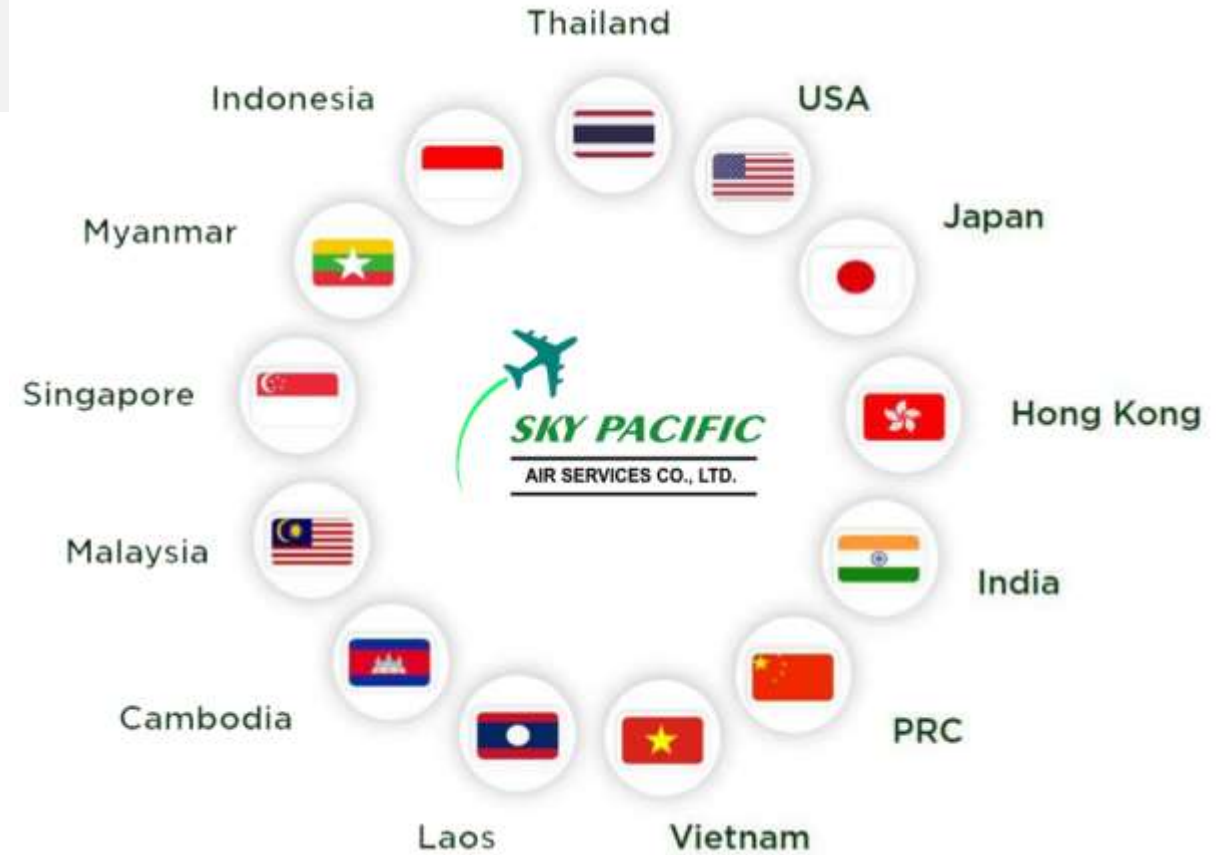 Thailand
Indonesia
USA
Myanmar
Japan
Singapore
SKY PACIFIC
AIR SERVICES CO., LTD.
Hong Kong
Malaysia
India
Cambodia
PRC
Laos
Vietnam